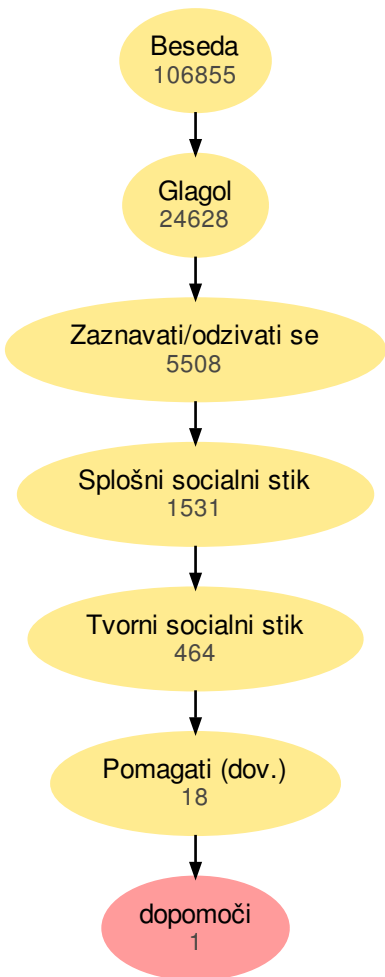 Beseda
106855
Glagol
24628
Zaznavati/odzivati se
5508
Splošni socialni stik
1531
Tvorni socialni stik
464
Pomagati (dov.)
18
dopomoči
1